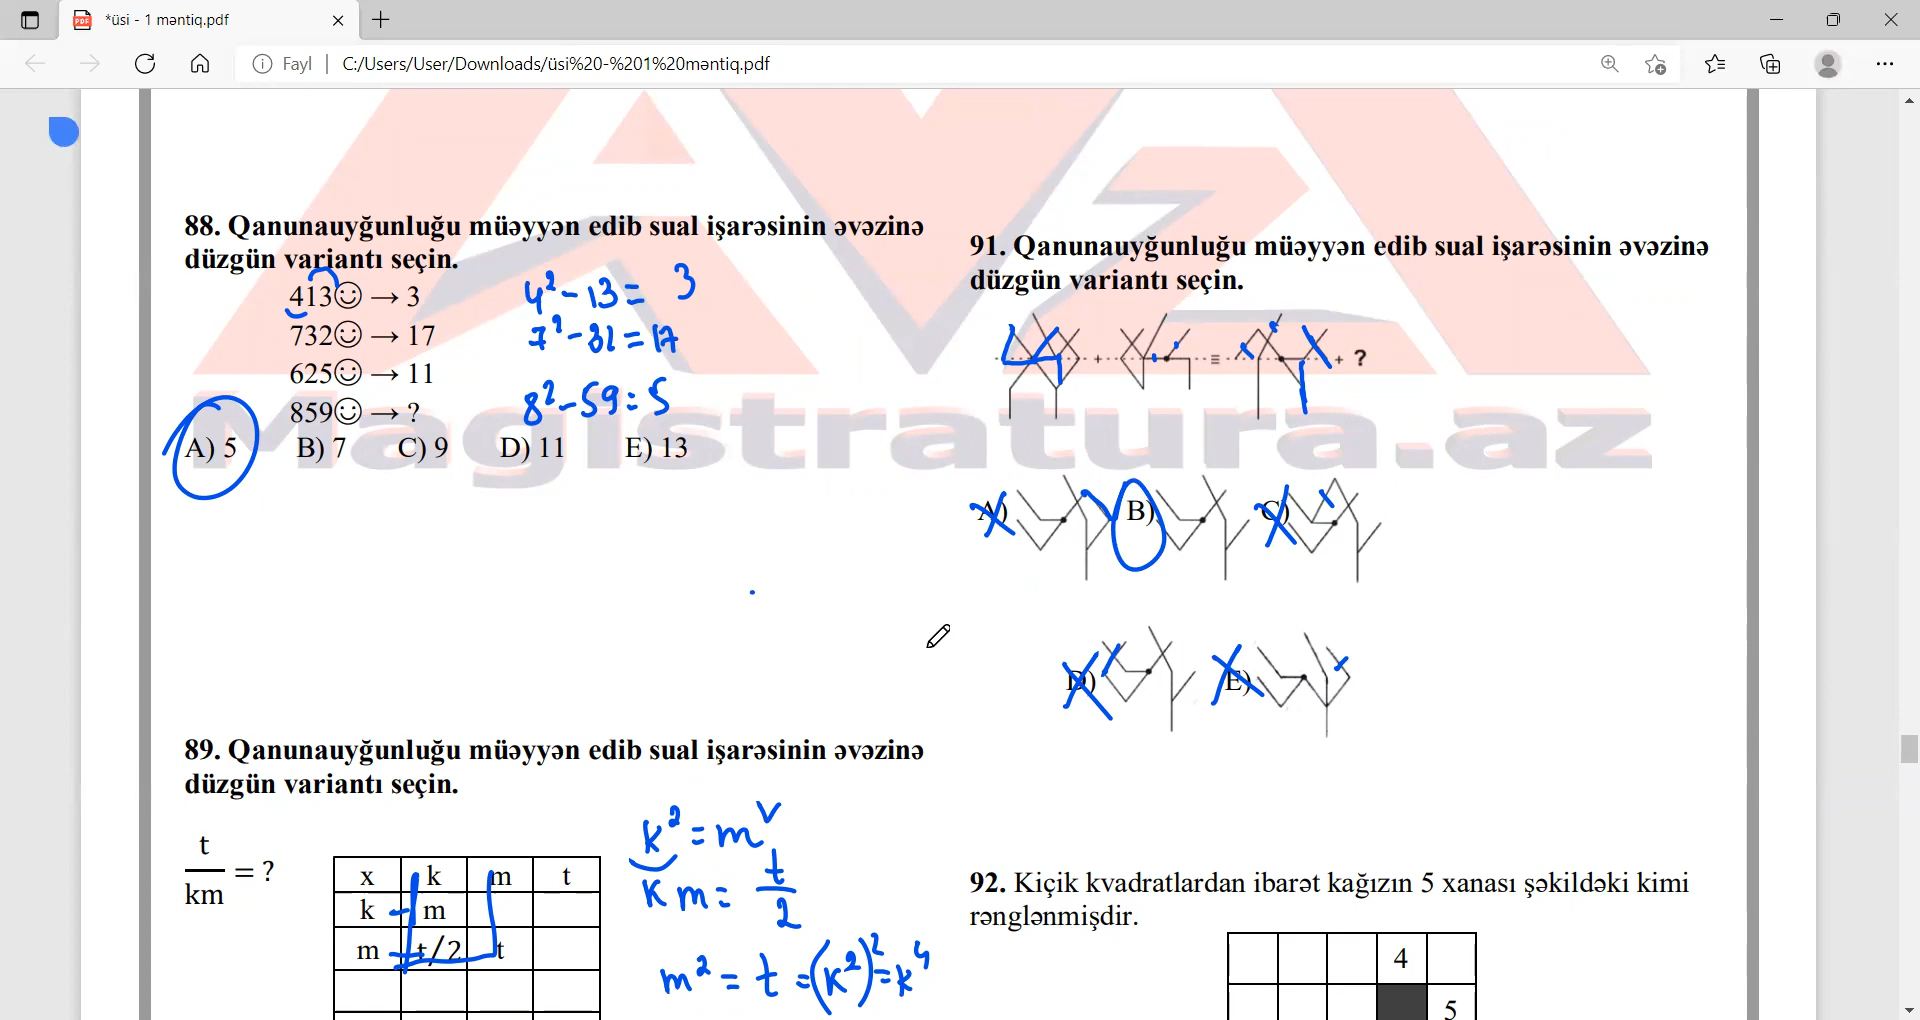 *üsi - 1 məntiq.pdf
Fayl | C:/Users/User/Downloads/üsi%20-%201%20məntiq.pdf
Magistratura.az
88. Qanunauyğunluğu müəyyən edib sual işarəsinin əvəzinə
düzgün variantı seçin.
413☺ → 3
732☺ → 17
625☺ → 11
859☺ → ?
A) 5 B) 7 C) 9 D) 11 E) 13
4² - 13 = 3
7² - 32 = 17
8² - 59 = 5
89. Qanunauyğunluğu müəyyən edib sual işarəsinin əvəzinə
düzgün variantı seçin.
t/km = ?
x k m t
k m
m t/2 t
k² = m
km = t/2
m² = t = (k²)² = k⁴
91. Qanunauyğunluğu müəyyən edib sual işarəsinin əvəzinə
düzgün variantı seçin.
+ ≡ + ?
A) B) C)
D) E)
92. Kiçik kvadratlardan ibarət kağızın 5 xanası şəkildəki kimi
rənglənmişdir.
4
5